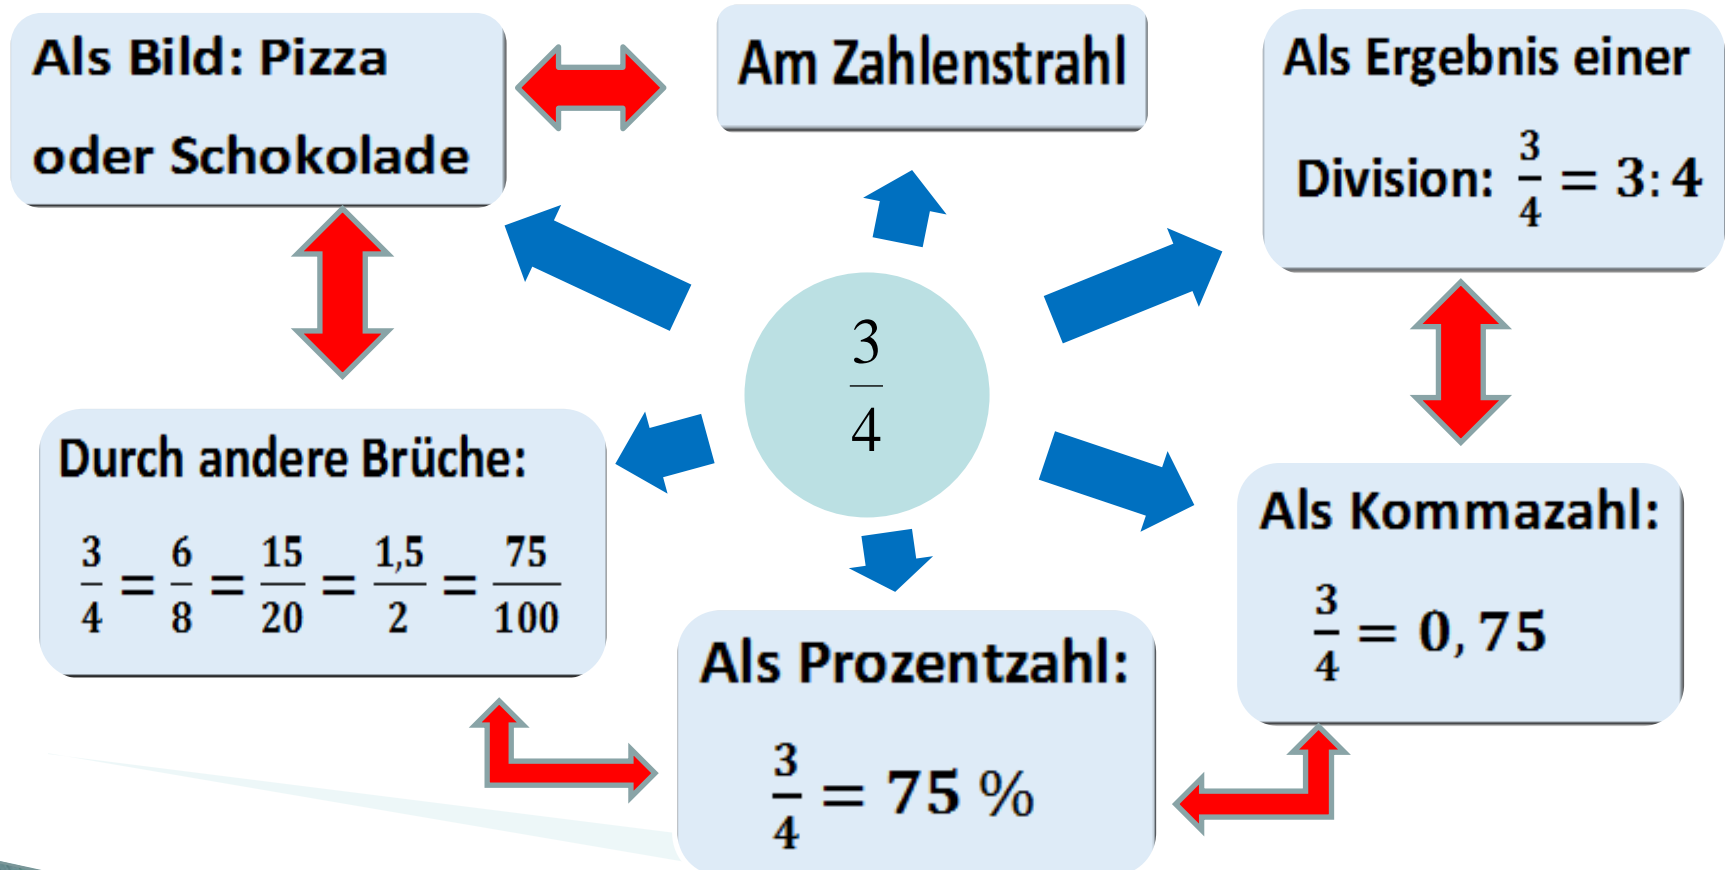 Als Bild: Pizza
oder Schokolade
Am Zahlenstrahl
Als Ergebnis einer
Division: 3/4 = 3:4
3/4
Durch andere Brüche:
3/4 = 6/8 = 15/20 = 1,5/2 = 75/100
Als Kommazahl:
3/4 = 0,75
Als Prozentzahl:
3/4 = 75 %